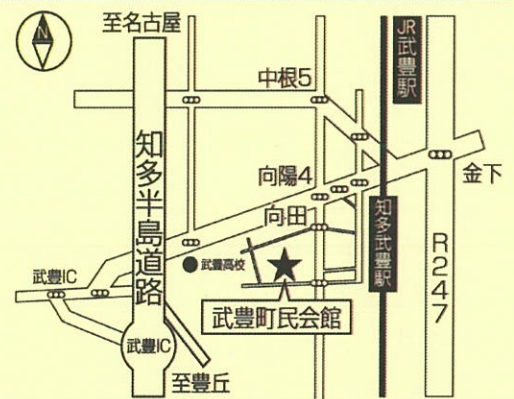 N
至名古屋
JR武豊駅
中根5
知多半島道路
向陽4
金下
向田
知多武豊駅
武豊高校
R247
武豊IC
武豊町民会館
武豊IC
至豊丘